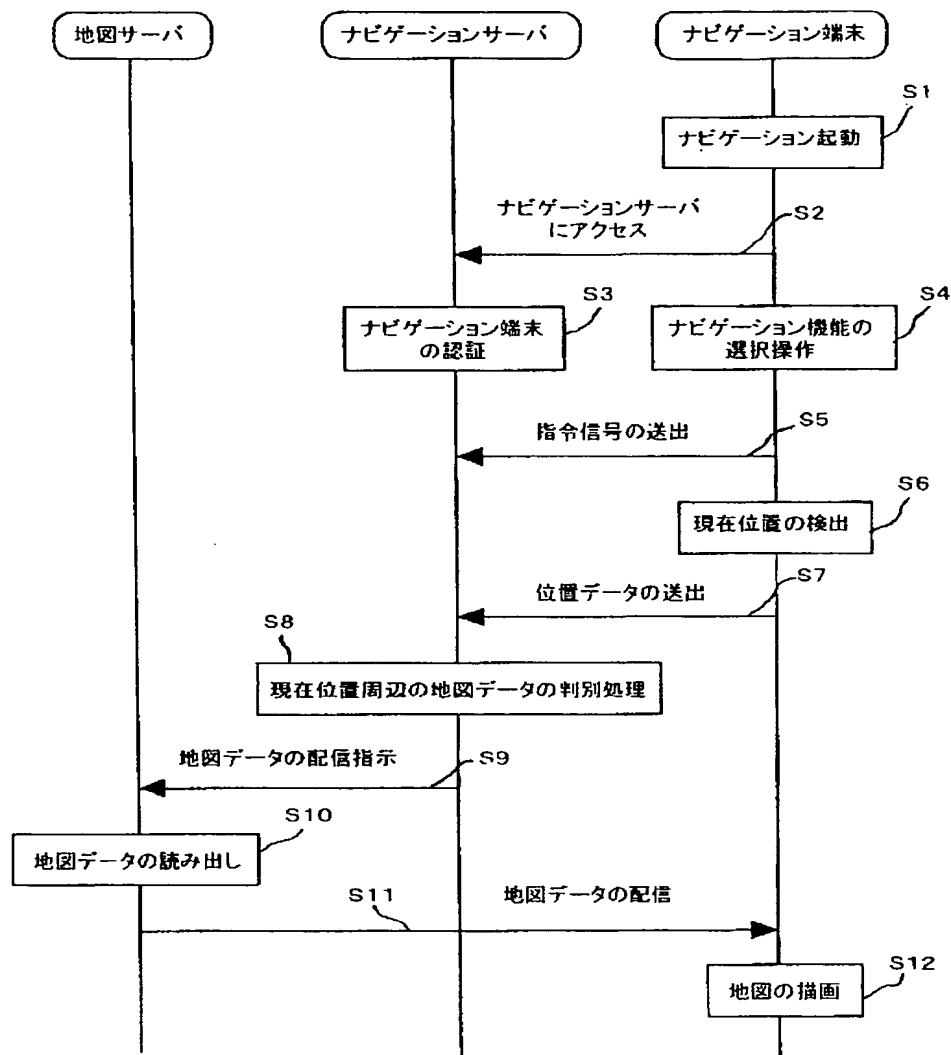 地図サーバ
ナビゲーションサーバ
ナビゲーション端末
S1
ナビゲーション起動
ナビゲーションサーバ
にアクセス
S2
S3
ナビゲーション端末
の認証
S4
ナビゲーション機能の
選択操作
指令信号の送出
S5
S6
現在位置の検出
位置データの送出
S7
S8
現在位置周辺の地図データの判別処理
地図データの配信指示
S9
S10
地図データの読み出し
S11
地図データの配信
S12
地図の描画